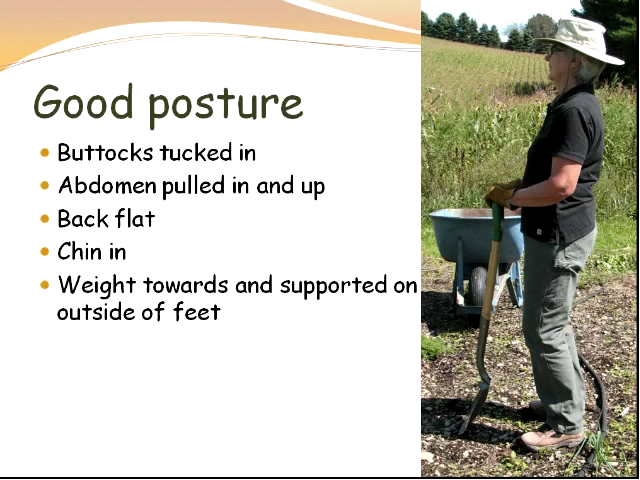 Good posture
Buttocks tucked in
Abdomen pulled in and up
Back flat
Chin in
Weight towards and supported on
outside of feet